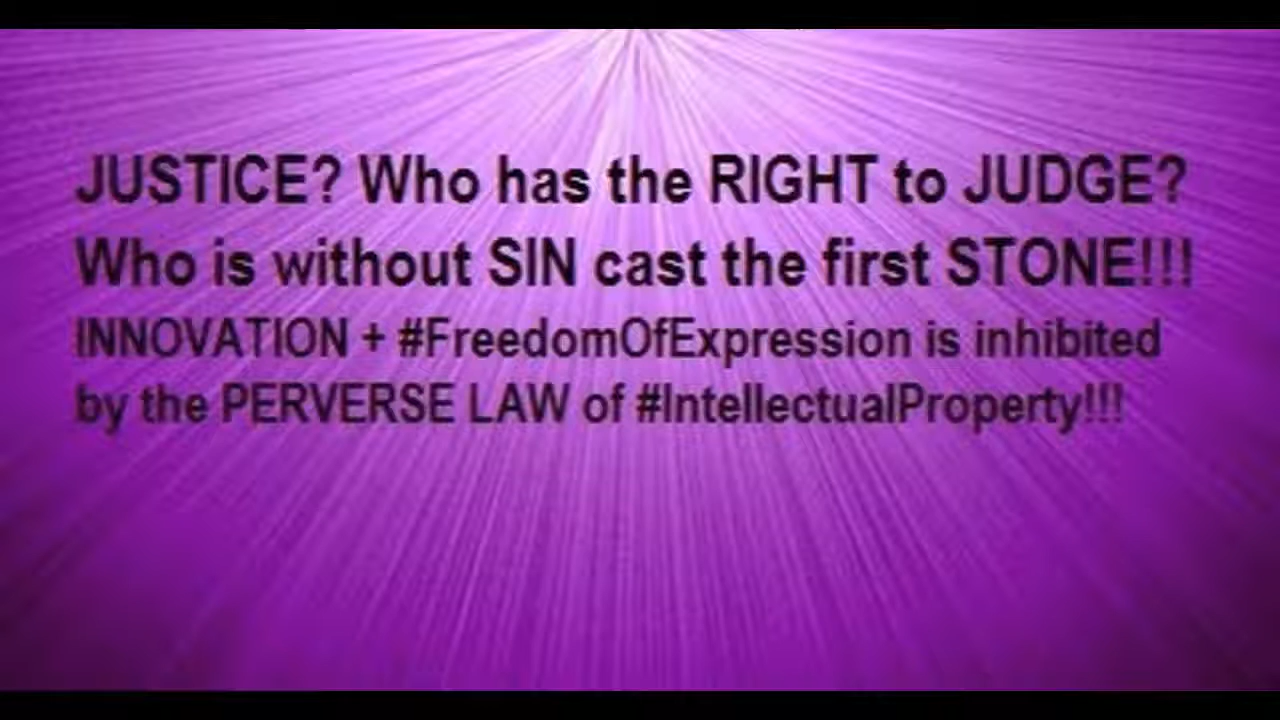 JUSTICE? Who has the RIGHT to JUDGE?
Who is without SIN cast the first STONE!!!
INNOVATION + #FreedomOfExpression is inhibited
by the PERVERSE LAW of #IntellectualProperty!!!